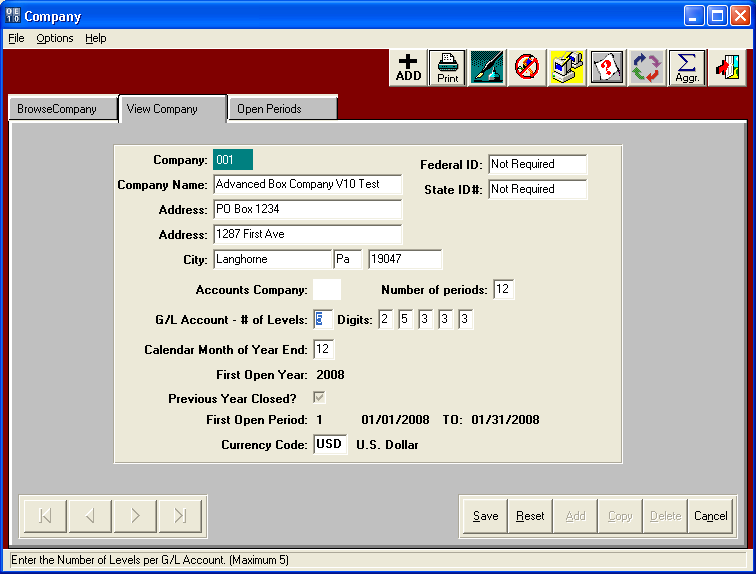 OE
10
Company
File Options Help
ADD
Print
Σ
Aggr.
BrowseCompany View Company Open Periods
Company: 001 Federal ID: Not Required
Company Name: Advanced Box Company V10 Test State ID#: Not Required
Address: PO Box 1234
Address: 1287 First Ave
City: Langhorne Pa 19047
Accounts Company: Number of periods: 12
G/L Account - # of Levels: 5 Digits: 2 5 3 3 3
Calendar Month of Year End: 12
First Open Year: 2008
Previous Year Closed?
First Open Period: 1 01/01/2008 TO: 01/31/2008
Currency Code: USD U.S. Dollar
Save Reset Add Copy Delete Cancel
Enter the Number of Levels per G/L Account. (Maximum 5)